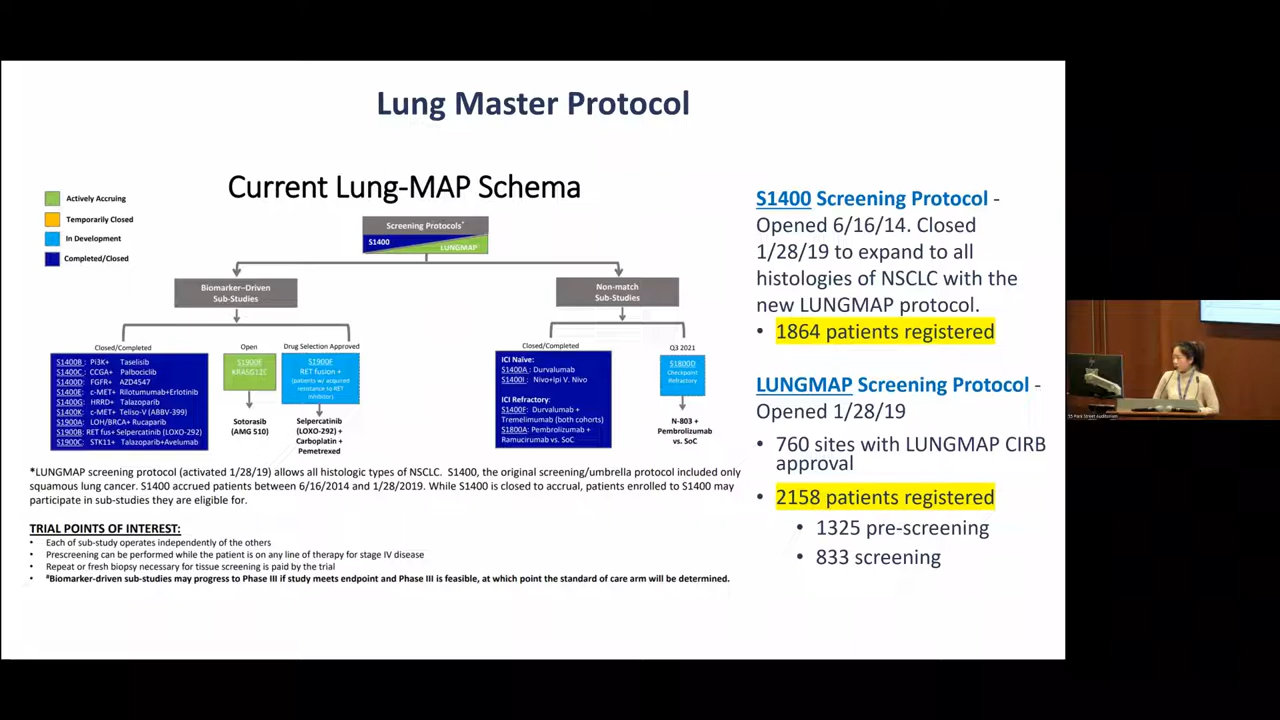 Lung Master Protocol
Current Lung-MAP Schema
Actively Accruing
Temporarily Closed
In Development
Completed/Closed
Screening Protocols*
S1400
LUNGMAP
Biomarker–Driven
Sub-Studies
Non-match
Sub-Studies
Closed/Completed
S1400B: Pi3K+ Taselisib
S1400C: CCGA+ Palbociclib
S1400D: FGFR+ AZD4547
S1400E: c-MET+ Rilotumumab+Erlotinib
S1400G: HRRD+ Talazoparib
S1400K: c-MET+ Teliso-V (ABBV-399)
S1900A: LOH/BRCA+ Rucaparib
S1900B: RET fus+ Selpercatinib (LOXO-292)
S1900C: STK11+ Talazoparib+Avelumab
Open
KRASG12C
Sotorasib
(AMG 510)
Drug Selection Approved
S1900F
RET fusion +
(patients w/ acquired
resistance to RET
inhibitor)
Selpercatinib
(LOXO-292) +
Carboplatin +
Pemetrexed
Closed/Completed
ICI Naïve:
S1400A: Durvalumab
S1400I: Nivo+Ipi V. Nivo
ICI Refractory:
S1400F: Durvalumab +
Tremelimumab (both cohorts)
S1800A: Pembrolizumab +
Ramucirumab vs. SoC
Q3 2021
S1800D
Checkpoint
Refractory
N-803 +
Pembrolizumab
vs. SoC
*LUNGMAP screening protocol (activated 1/28/19) allows all histologic types of NSCLC. S1400, the original screening/umbrella protocol included only
squamous lung cancer. S1400 accrued patients between 6/16/2014 and 1/28/2019. While S1400 is closed to accrual, patients enrolled to S1400 may
participate in sub-studies they are eligible for.
TRIAL POINTS OF INTEREST:
• Each of sub-study operates independently of the others
• Prescreening can be performed while the patient is on any line of therapy for stage IV disease
• Repeat or fresh biopsy necessary for tissue screening is paid by the trial
• #Biomarker-driven sub-studies may progress to Phase III if study meets endpoint and Phase III is feasible, at which point the standard of care arm will be determined.
S1400 Screening Protocol -
Opened 6/16/14. Closed
1/28/19 to expand to all
histologies of NSCLC with the
new LUNGMAP protocol.
• 1864 patients registered
LUNGMAP Screening Protocol -
Opened 1/28/19
• 760 sites with LUNGMAP CIRB
approval
• 2158 patients registered
• 1325 pre-screening
• 833 screening
55 Park Street Auditorium